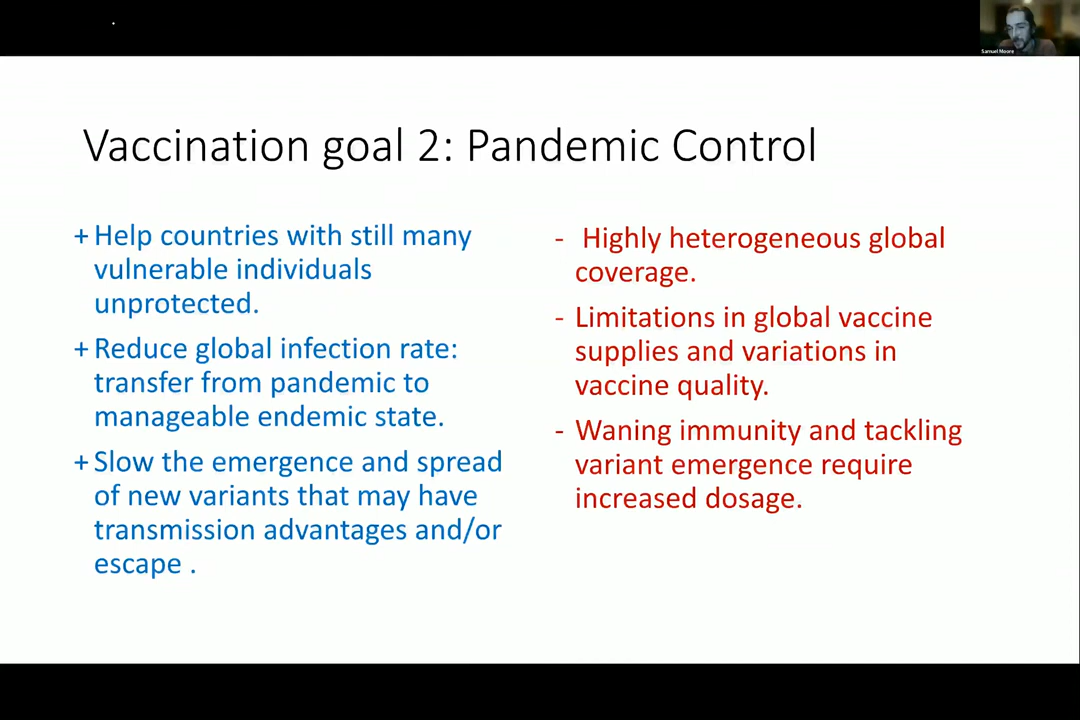 Samuel Moore
Vaccination goal 2: Pandemic Control
+ Help countries with still many
vulnerable individuals
unprotected.
+ Reduce global infection rate:
transfer from pandemic to
manageable endemic state.
+ Slow the emergence and spread
of new variants that may have
transmission advantages and/or
escape .
- Highly heterogeneous global
coverage.
- Limitations in global vaccine
supplies and variations in
vaccine quality.
- Waning immunity and tackling
variant emergence require
increased dosage.